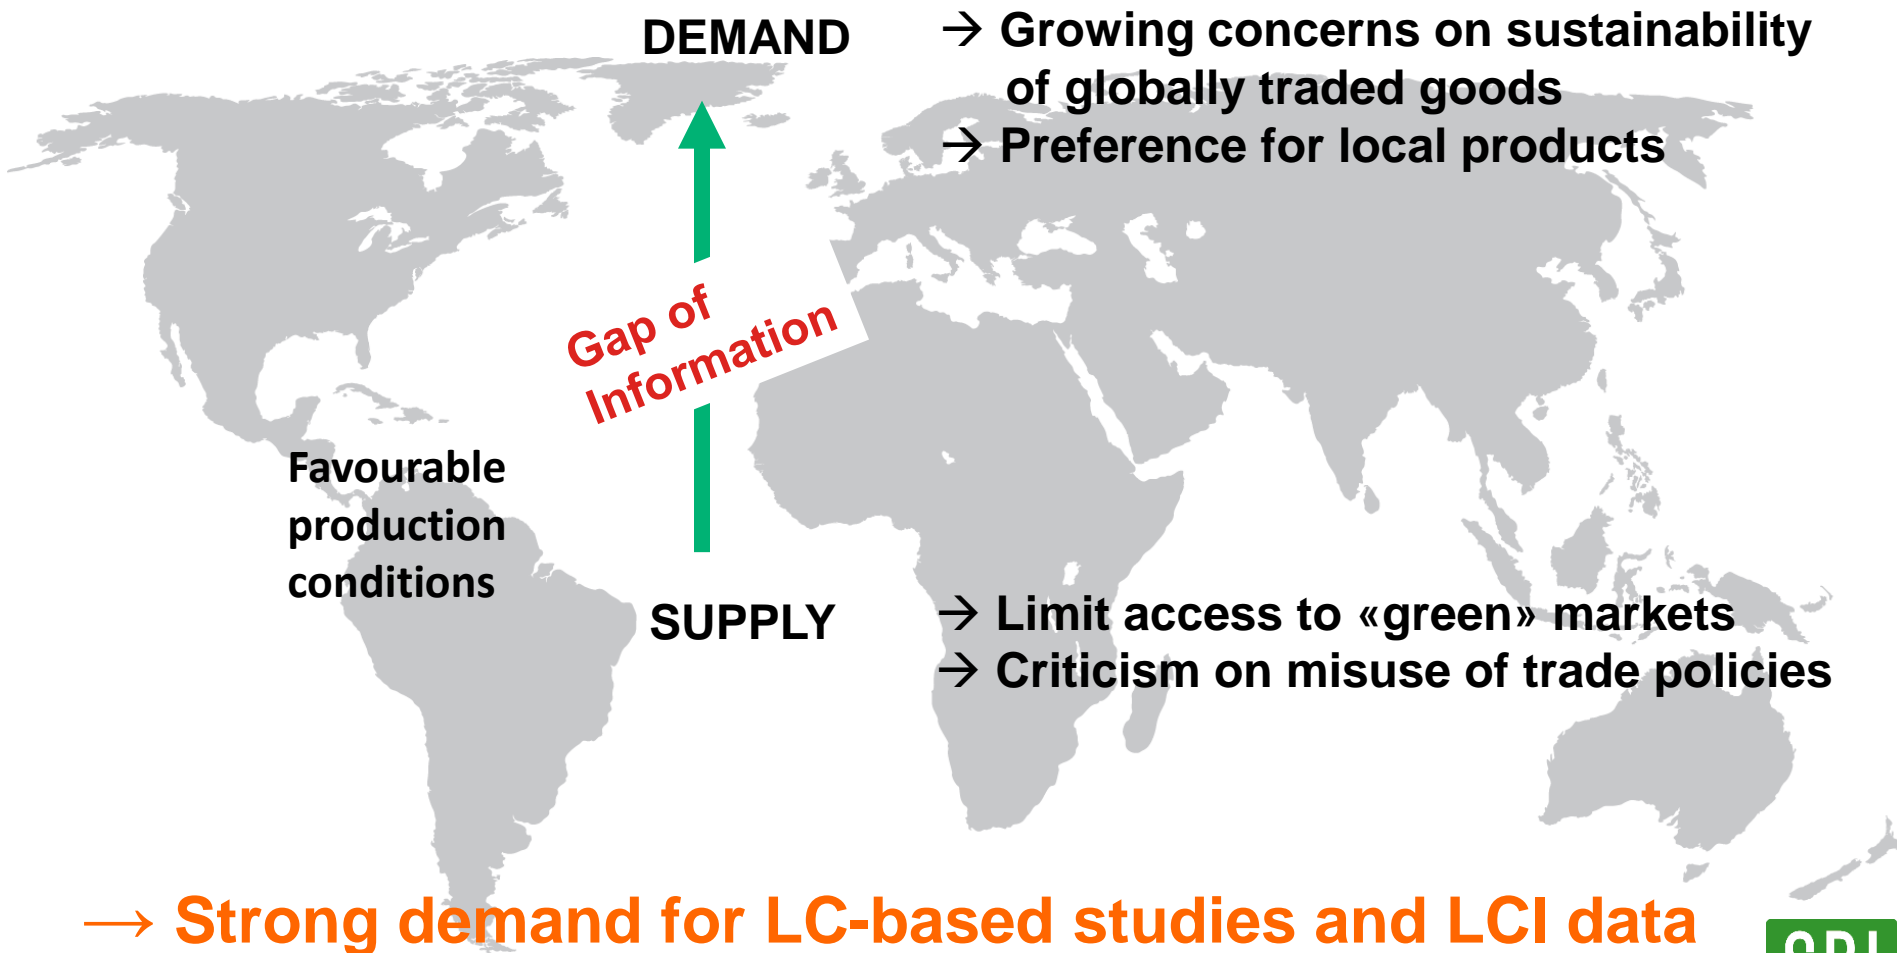 DEMAND
→ Growing concerns on sustainability
of globally traded goods
→ Preference for local products
Gap of
Information
Favourable
production
conditions
SUPPLY
→ Limit access to «green» markets
→ Criticism on misuse of trade policies
→ Strong demand for LC-based studies and LCI data